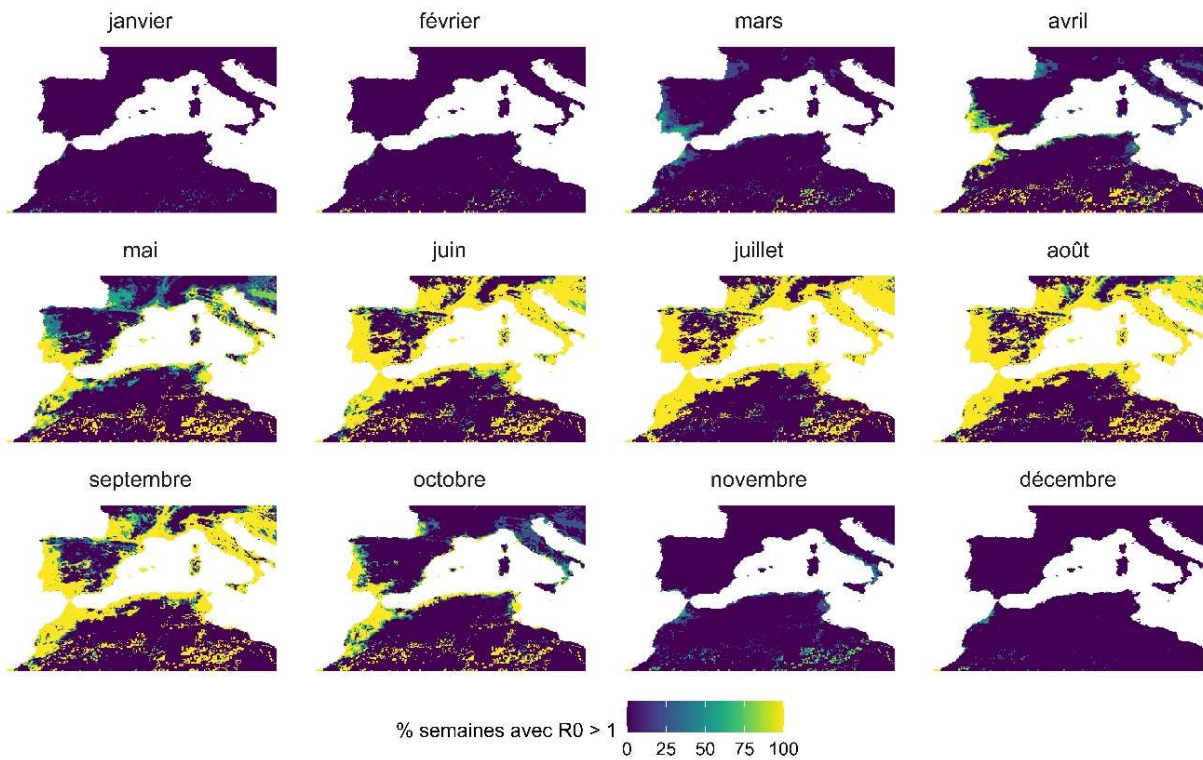 janvier
février
mars
avril
mai
juin
juillet
août
septembre
octobre
novembre
décembre
% semaines avec R0 > 1
0 25 50 75 100